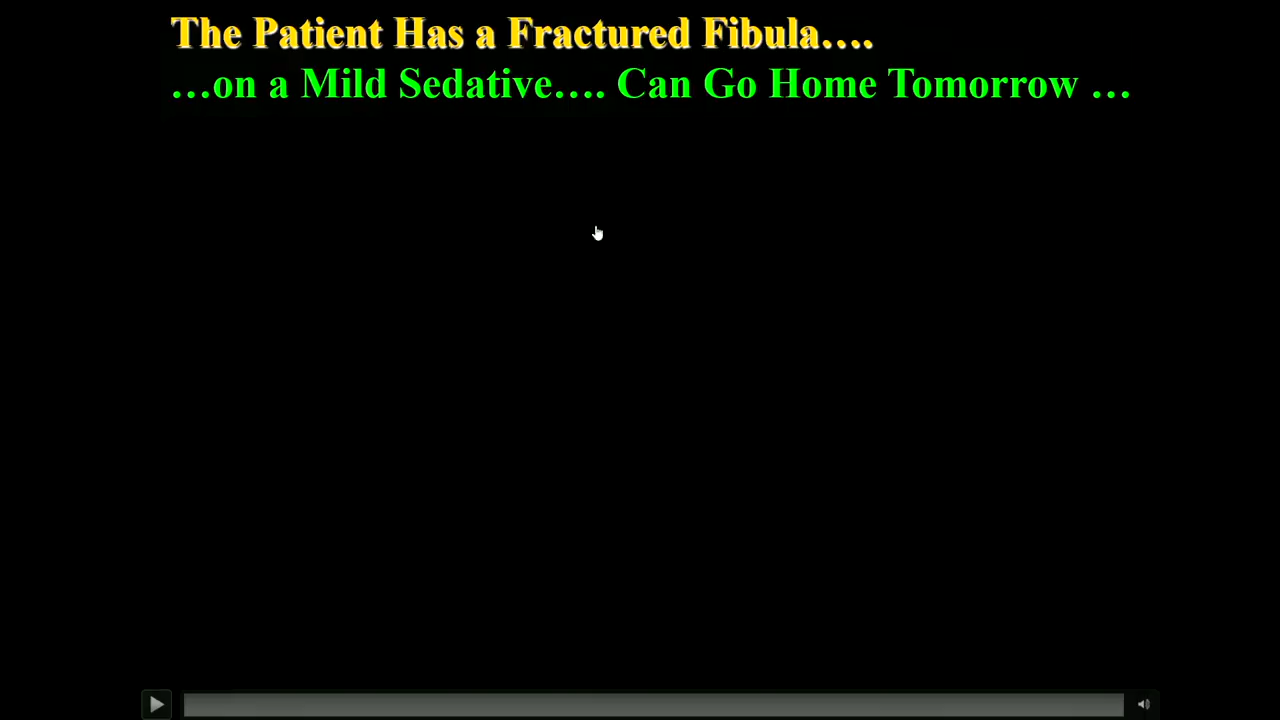 The Patient Has a Fractured Fibula….
…on a Mild Sedative…. Can Go Home Tomorrow …